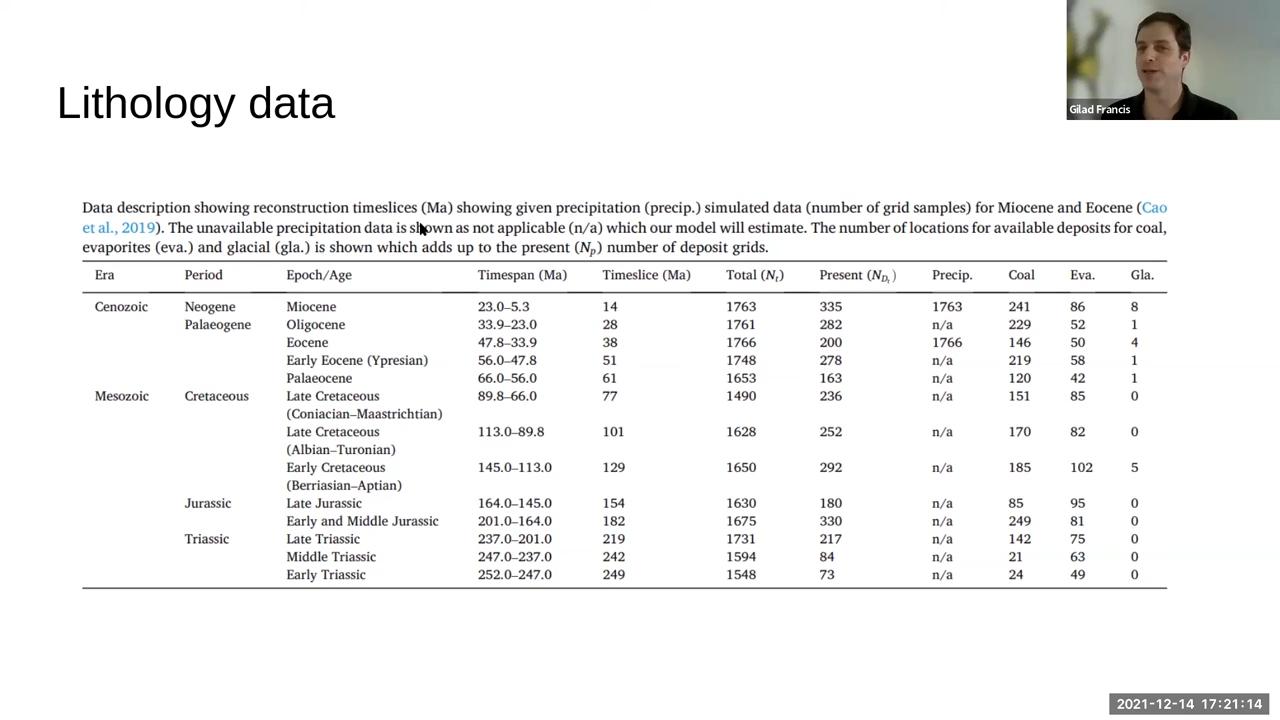 Lithology data
Gilad Francis
Data description showing reconstruction timeslices (Ma) showing given precipitation (precip.) simulated data (number of grid samples) for Miocene and Eocene (Cao
et al., 2019). The unavailable precipitation data is shown as not applicable (n/a) which our model will estimate. The number of locations for available deposits for coal,
evaporites (eva.) and glacial (gla.) is shown which adds up to the present (Np) number of deposit grids.
Era Period Epoch/Age Timespan (Ma) Timeslice (Ma) Total (Nt) Present (NDt) Precip. Coal Eva. Gla.
Cenozoic Neogene Miocene 23.0–5.3 14 1763 335 1763 241 86 8
Palaeogene Oligocene 33.9–23.0 28 1761 282 n/a 229 52 1
Eocene 47.8–33.9 38 1766 200 1766 146 50 4
Early Eocene (Ypresian) 56.0–47.8 51 1748 278 n/a 219 58 1
Palaeocene 66.0–56.0 61 1653 163 n/a 120 42 1
Mesozoic Cretaceous Late Cretaceous 89.8–66.0 77 1490 236 n/a 151 85 0
(Coniacian–Maastrichtian)
Late Cretaceous 113.0–89.8 101 1628 252 n/a 170 82 0
(Albian–Turonian)
Early Cretaceous 145.0–113.0 129 1650 292 n/a 185 102 5
(Berriasian–Aptian)
Jurassic Late Jurassic 164.0–145.0 154 1630 180 n/a 85 95 0
Early and Middle Jurassic 201.0–164.0 182 1675 330 n/a 249 81 0
Triassic Late Triassic 237.0–201.0 219 1731 217 n/a 142 75 0
Middle Triassic 247.0–237.0 242 1594 84 n/a 21 63 0
Early Triassic 252.0–247.0 249 1548 73 n/a 24 49 0
2021-12-14 17:21:14